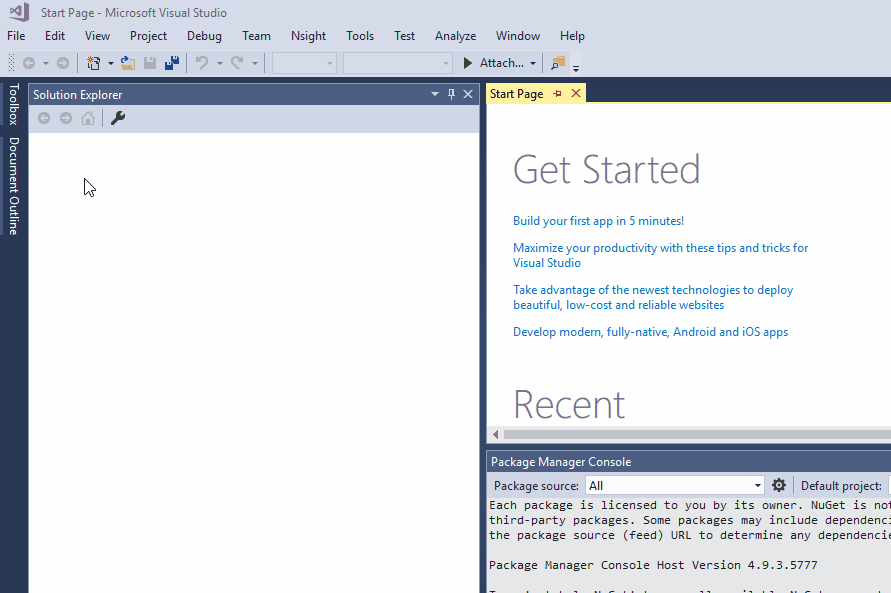 Start Page - Microsoft Visual Studio
File Edit View Project Debug Team Nsight Tools Test Analyze Window Help
Attach...
Toolbox
Document Outline
Solution Explorer
Start Page
Get Started
Build your first app in 5 minutes!
Maximize your productivity with these tips and tricks for
Visual Studio
Take advantage of the newest technologies to deploy
beautiful, low-cost and reliable websites
Develop modern, fully-native, Android and iOS apps
Recent
Package Manager Console
Package source: All Default project:
Each package is licensed to you by its owner. NuGet is not
third-party packages. Some packages may include dependenci
the package source (feed) URL to determine any dependencie
Package Manager Console Host Version 4.9.3.5777